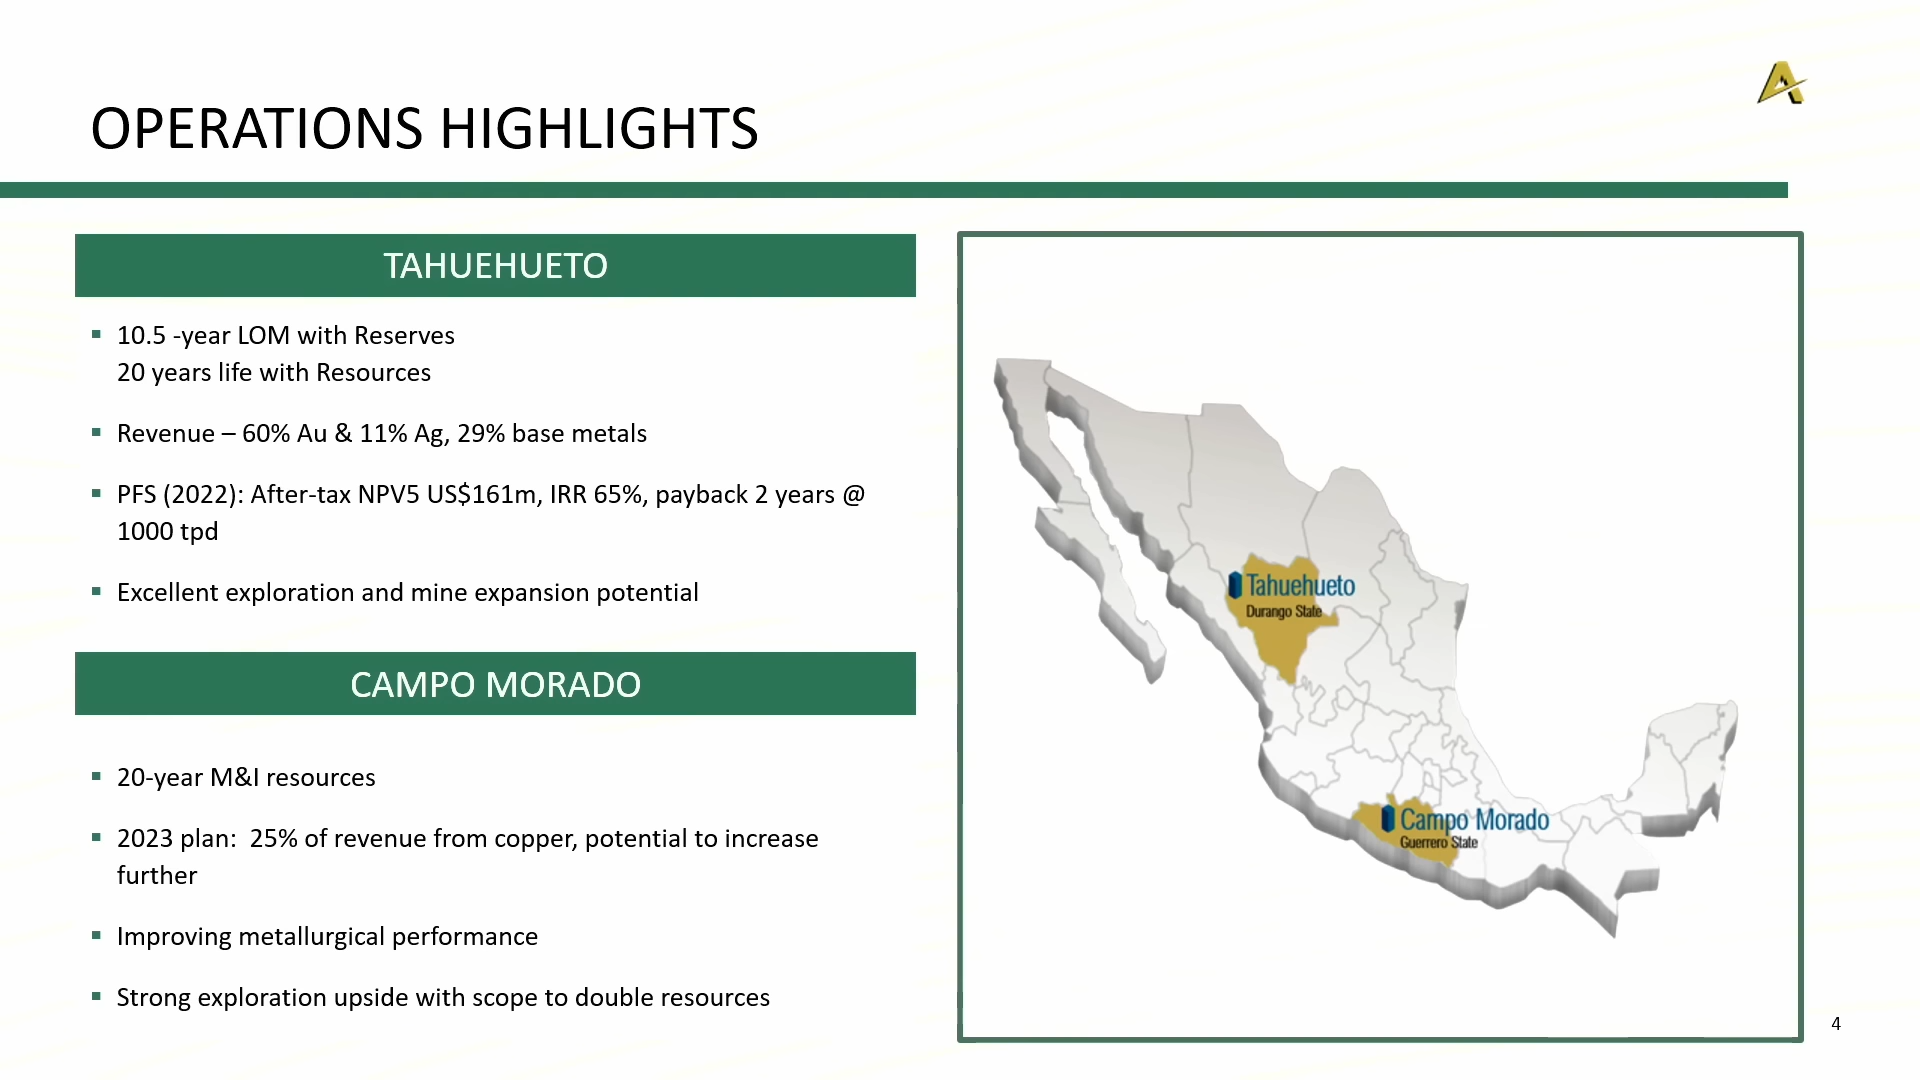 OPERATIONS HIGHLIGHTS
TAHUEHUETO
10.5 -year LOM with Reserves
20 years life with Resources
Revenue – 60% Au & 11% Ag, 29% base metals
PFS (2022): After-tax NPV5 US$161m, IRR 65%, payback 2 years @
1000 tpd
Excellent exploration and mine expansion potential
CAMPO MORADO
20-year M&I resources
2023 plan:  25% of revenue from copper, potential to increase
further
Improving metallurgical performance
Strong exploration upside with scope to double resources
Tahuehueto
Durango State
Campo Morado
Guerrero State
4